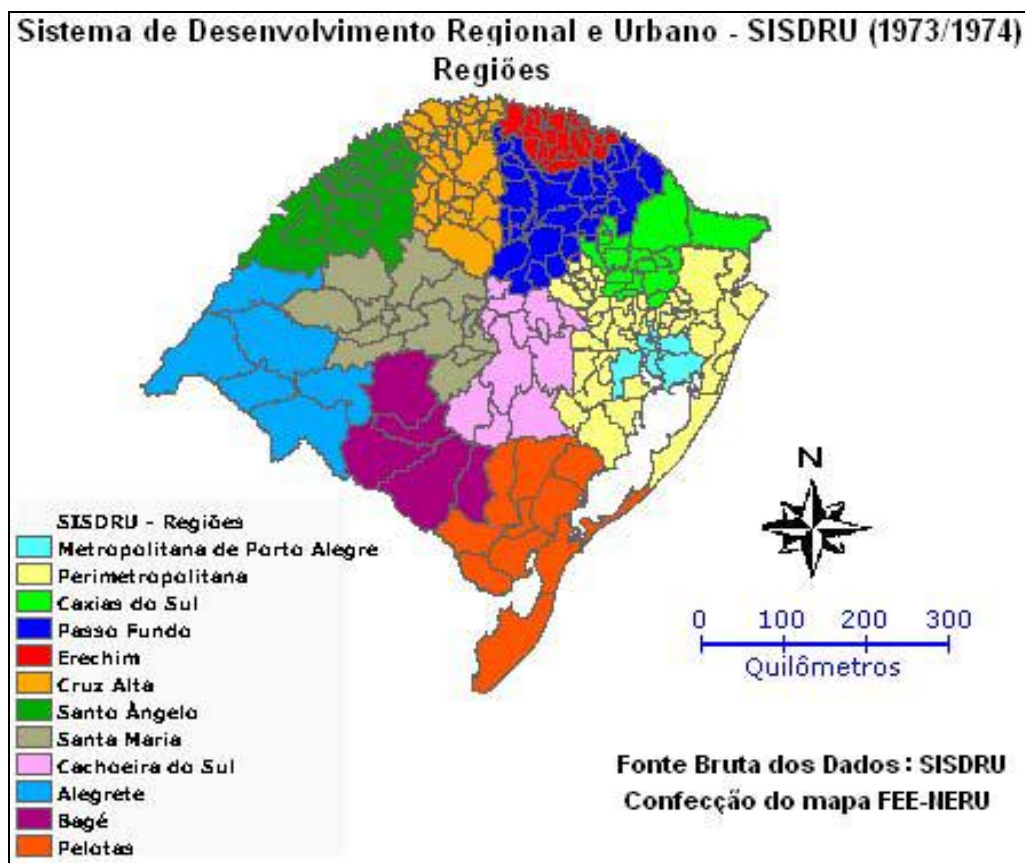 Sistema de Desenvolvimento Regional e Urbano - SISDRU (1973/1974)
Regiões
SISDRU - Regiões
Metropolitana de Porto Alegre
Perimetropolitana
Caxias do Sul
Passo Fundo
Erechim
Cruz Alta
Santo Ângelo
Santa Maria
Cachoeira do Sul
Alegrete
Bagé
Pelotas
N
0 100 200 300
Quilômetros
Fonte Bruta dos Dados: SISDRU
Confecção do mapa FEE-NERU